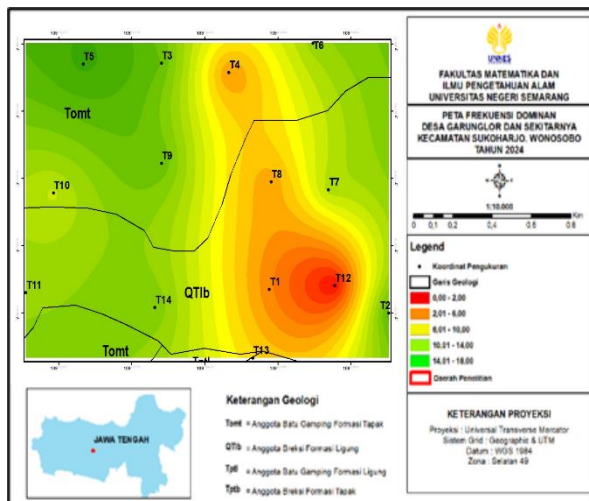 T5
T3
T4
T6
Tomt
T9
T10
T8
T7
T11
T14
QTlb
T1
T12
T2
Tomt
T13
UNNES
FAKULTAS MATEMATIKA DAN
ILMU PENGETAHUAN ALAM
UNIVERSITAS NEGERI SEMARANG
PETA FREKUENSI DOMINAN
DESA GARUNGLOR DAN SEKITARNYA
KECAMATAN SUKOHARJO, WONOSOBO
TAHUN 2024
1:10.000
0 0,1 0,2 0,4 0,6 0,8 Km
Legend
Koordinat Pengukuran
Garis Geologi
0,00 - 2,00
2,01 - 6,00
6,01 - 10,00
10,01 - 14,00
14,01 - 18,00
Daerah Penelitian
JAWA TENGAH
Keterangan Geologi
Tomt = Anggota Batu Gamping Formasi Tapak
QTlb = Anggota Breksi Formasi Ligung
Tptl = Anggota Batu Gamping Formasi Ligung
Tptb = Anggota Breksi Formasi Tapak
KETERANGAN PROYEKSI
Proyeksi : Universal Transverse Mercator
Sistem Grid : Geographic & UTM
Datum : WGS 1984
Zona : Selatan 49